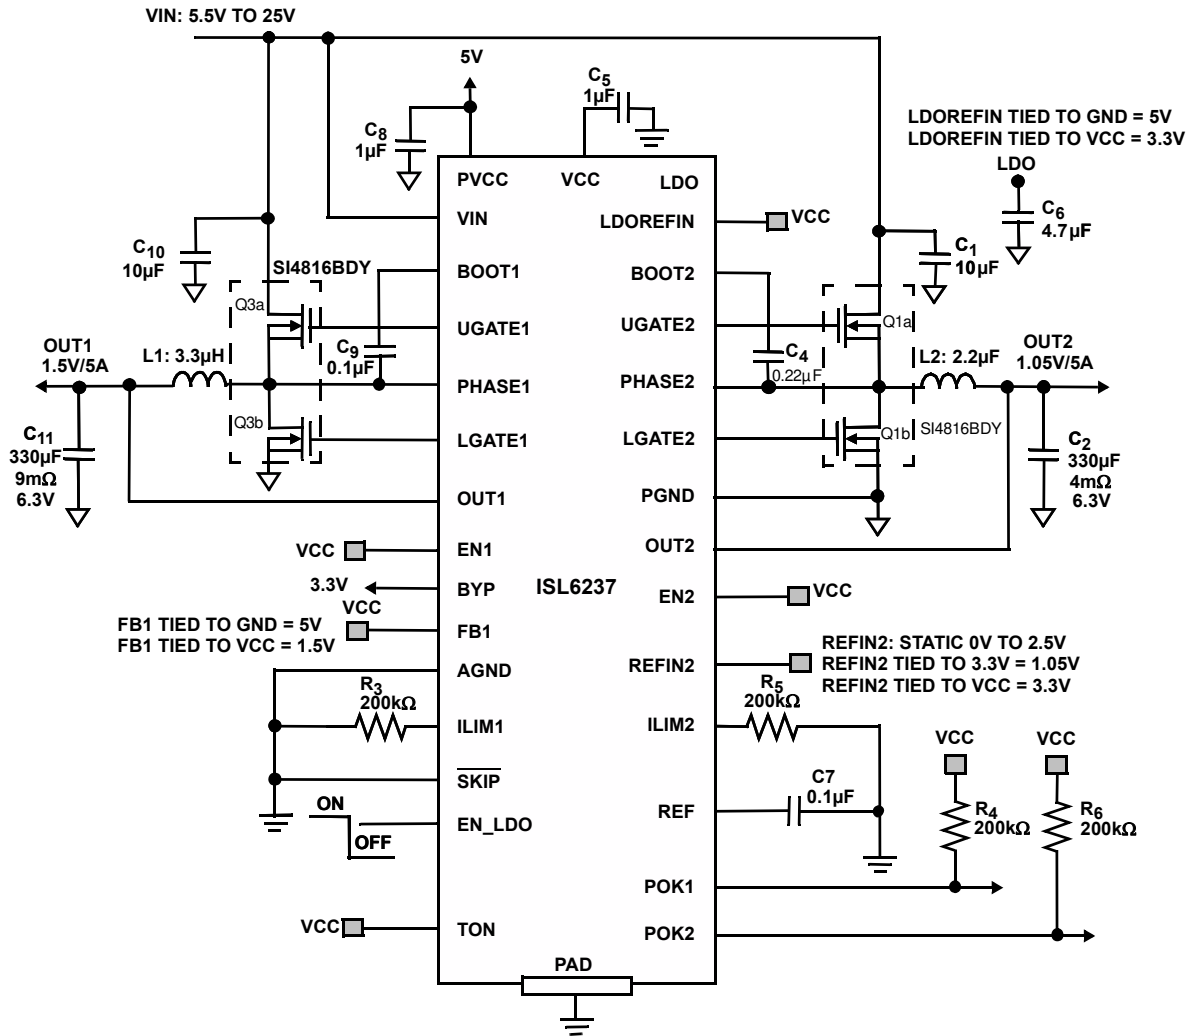 VIN: 5.5V TO 25V
5V
C8
1µF
C5
1µF
LDOREFIN TIED TO GND = 5V
LDOREFIN TIED TO VCC = 3.3V
LDO
C6
4.7µF
PVCC
VCC
LDO
VIN
LDOREFIN
VCC
C10
10µF
SI4816BDY
BOOT1
BOOT2
C1
10µF
Q3a
Q1a
UGATE1
UGATE2
OUT1
1.5V/5A
L1: 3.3µH
C9
0.1µF
C4
0.22µF
L2: 2.2µF
OUT2
1.05V/5A
PHASE1
PHASE2
Q3b
Q1b
SI4816BDY
LGATE1
LGATE2
C11
330µF
9mΩ
6.3V
C2
330µF
4mΩ
6.3V
OUT1
PGND
VCC
EN1
OUT2
3.3V
BYP
ISL6237
EN2
VCC
VCC
FB1 TIED TO GND = 5V
FB1 TIED TO VCC = 1.5V
FB1
REFIN2: STATIC 0V TO 2.5V
REFIN2 TIED TO 3.3V = 1.05V
REFIN2 TIED TO VCC = 3.3V
AGND
REFIN2
R3
200kΩ
ILIM1
ILIM2
R5
200kΩ
VCC
VCC
SKIP
C7
0.1µF
REF
R4
200kΩ
R6
200kΩ
ON
OFF
EN_LDO
POK1
VCC
TON
POK2
PAD